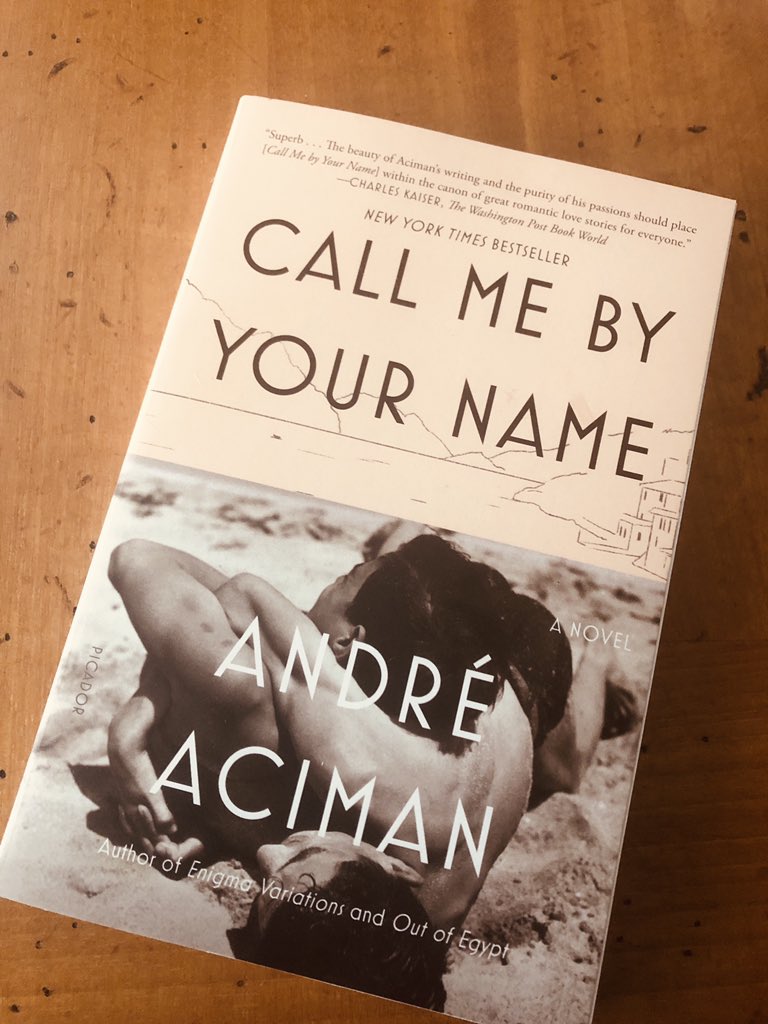 “Superb . . . The beauty of Aciman’s writing and the purity of his passions should place
[Call Me by Your Name] within the canon of great romantic love stories for everyone.”
—CHARLES KAISER, The Washington Post Book World
NEW YORK TIMES BESTSELLER
CALL ME BY
YOUR NAME
A NOVEL
ANDRÉ
ACIMAN
PICADOR
Author of Enigma Variations and Out of Egypt